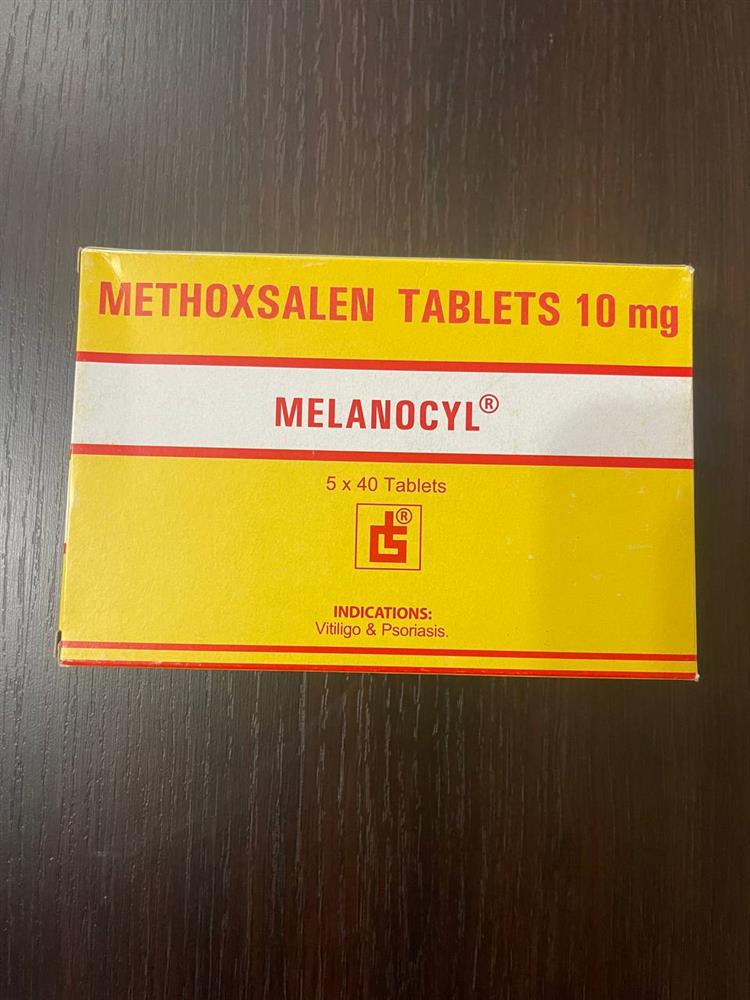 METHOXSALEN TABLETS 10 mg
MELANOCYL®
5 x 40 Tablets
®
INDICATIONS:
Vitiligo & Psoriasis.